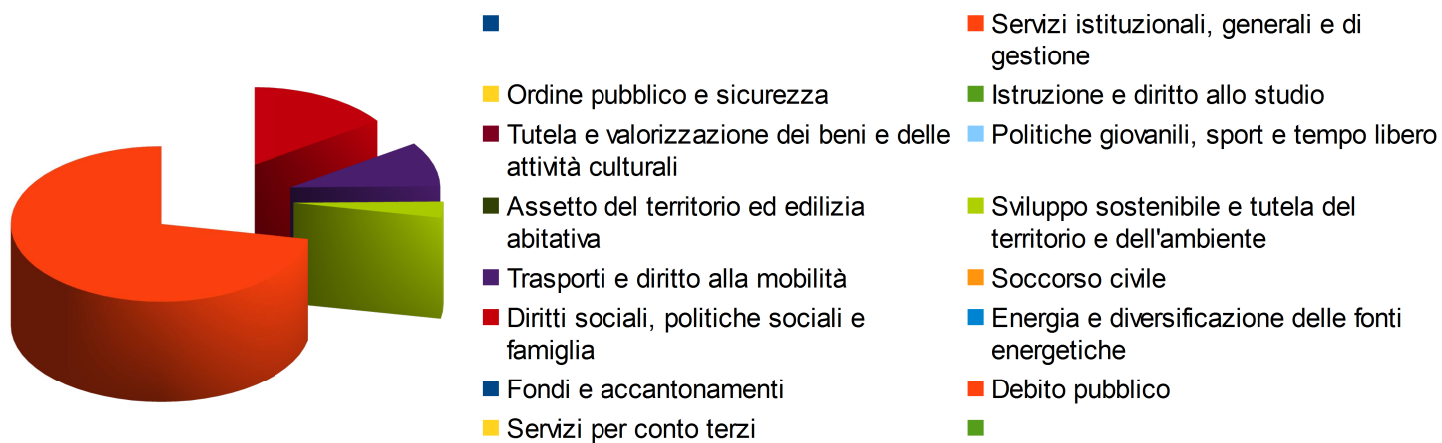 Servizi istituzionali, generali e di
gestione
Ordine pubblico e sicurezza
Istruzione e diritto allo studio
Tutela e valorizzazione dei beni e delle
attività culturali
Politiche giovanili, sport e tempo libero
Assetto del territorio ed edilizia
abitativa
Sviluppo sostenibile e tutela del
territorio e dell'ambiente
Trasporti e diritto alla mobilità
Soccorso civile
Diritti sociali, politiche sociali e
famiglia
Energia e diversificazione delle fonti
energetiche
Fondi e accantonamenti
Debito pubblico
Servizi per conto terzi